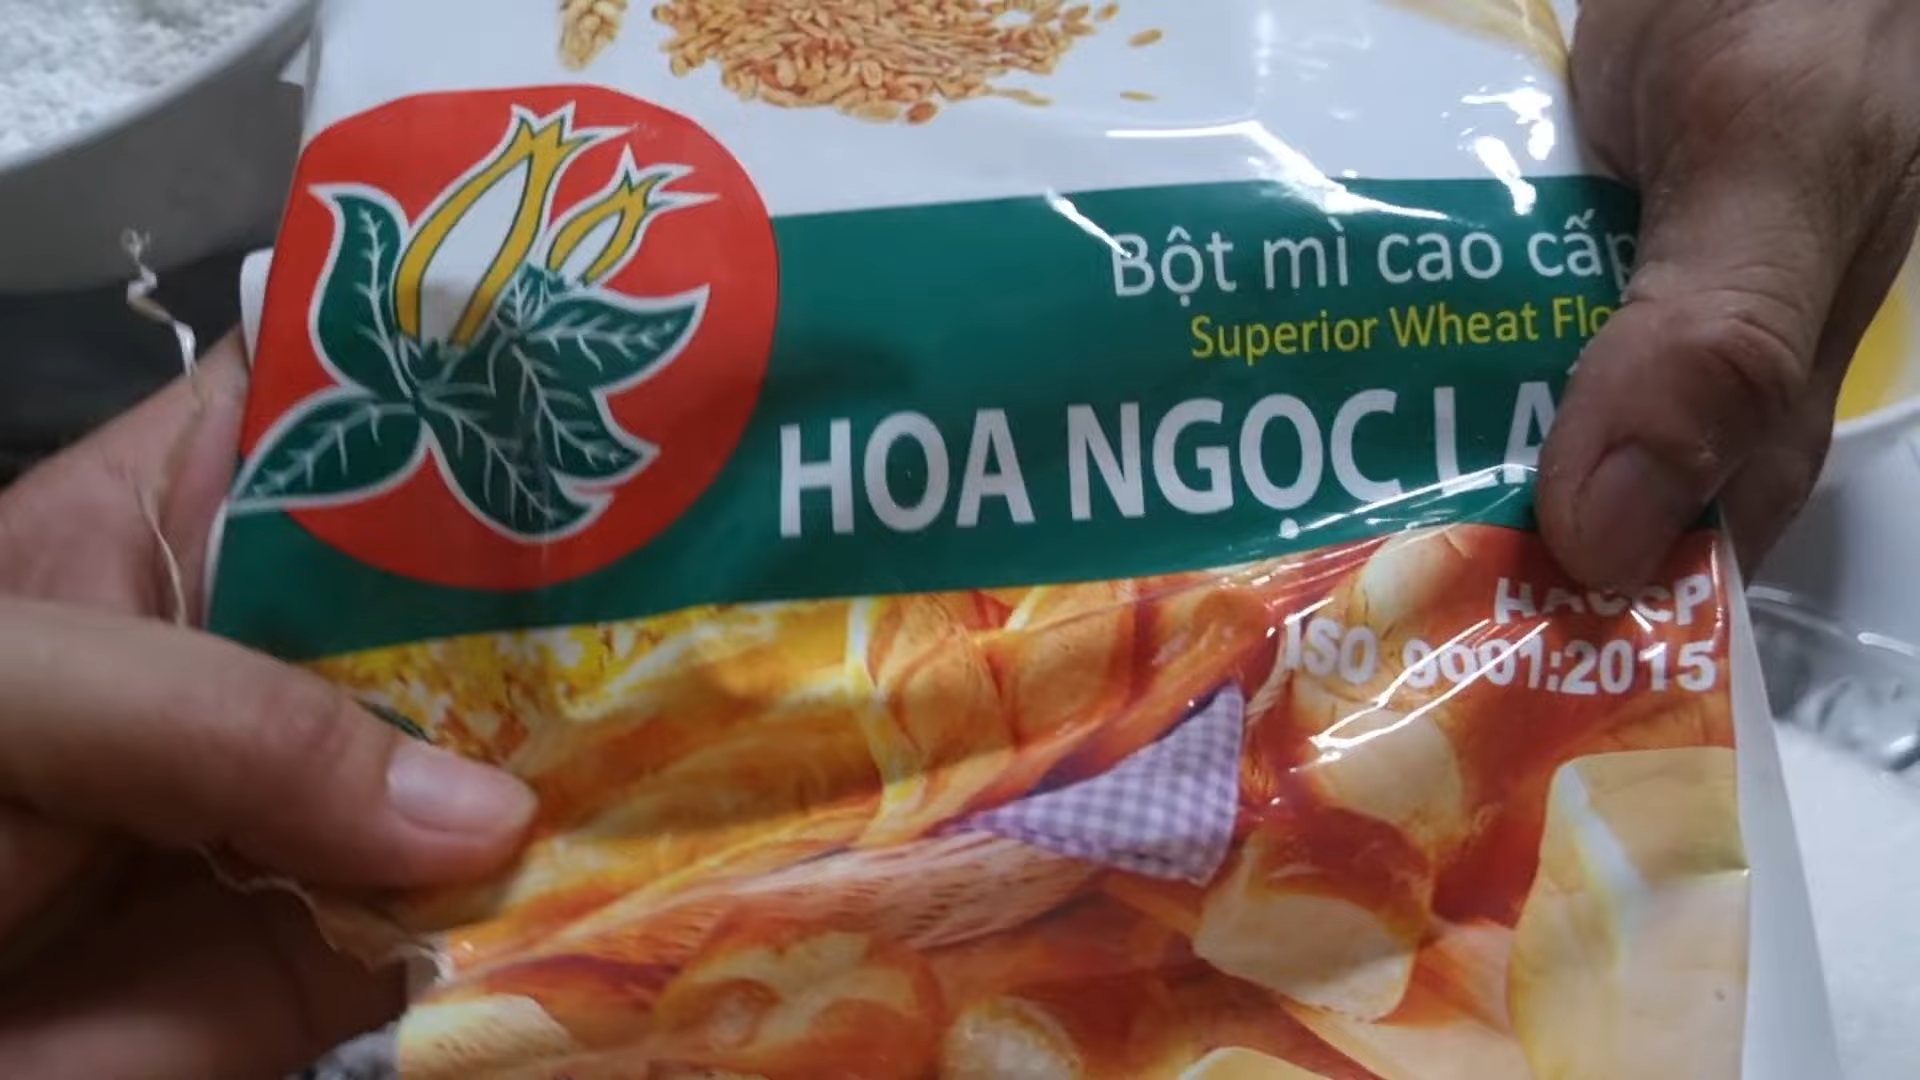 Bột mì cao cấp
Superior Wheat Flo
HOA NGỌC LA
HACCP
ISO 9001:2015